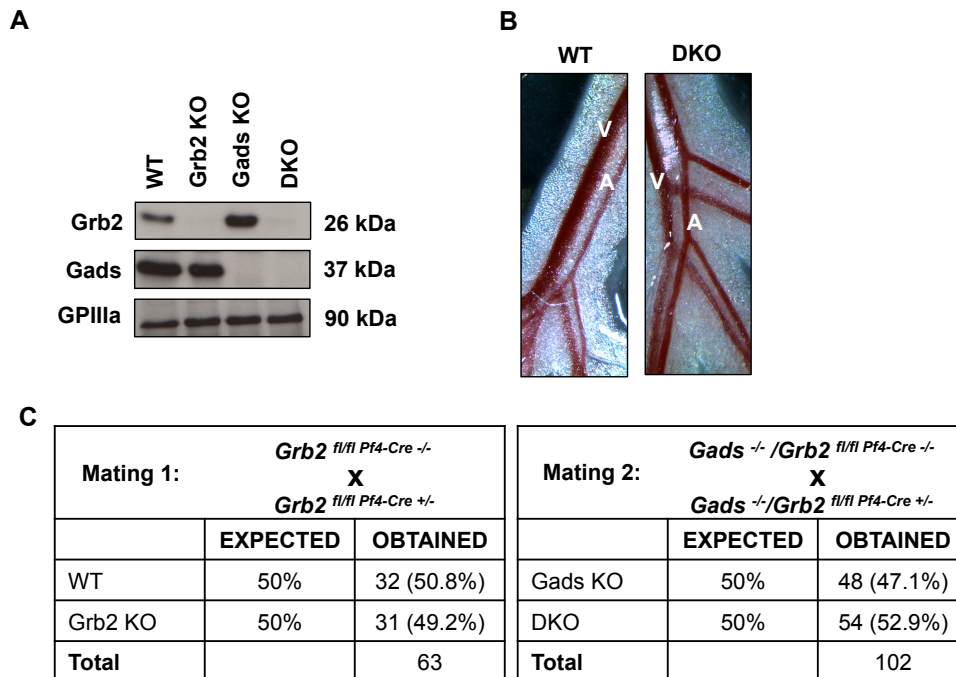 A
WT
Grb2 KO
Gads KO
DKO
Grb2
26 kDa
Gads
37 kDa
GPIIIa
90 kDa
B
WT
DKO
V
A
V
A
C
Mating 1:
Grb2 fl/fl Pf4-Cre -/-
X
Grb2 fl/fl Pf4-Cre +/-
EXPECTED OBTAINED
WT 50% 32 (50.8%)
Grb2 KO 50% 31 (49.2%)
Total 63
Mating 2:
Gads -/- /Grb2 fl/fl Pf4-Cre -/-
X
Gads -/-/Grb2 fl/fl Pf4-Cre +/-
EXPECTED OBTAINED
Gads KO 50% 48 (47.1%)
DKO 50% 54 (52.9%)
Total 102